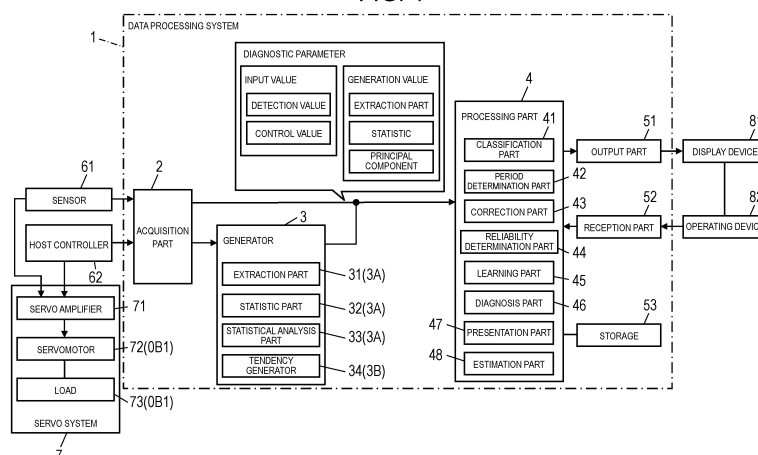 DATA PROCESSING SYSTEM
1
DIAGNOSTIC PARAMETER
INPUT VALUE
DETECTION VALUE
CONTROL VALUE
GENERATION VALUE
EXTRACTION PART
STATISTIC
PRINCIPAL
COMPONENT
4
PROCESSING PART
41
CLASSIFICATION
PART
PERIOD
DETERMINATION PART
42
CORRECTION PART
43
RELIABILITY
DETERMINATION PART
44
LEARNING PART
45
DIAGNOSIS PART
46
47
PRESENTATION PART
48
ESTIMATION PART
51
OUTPUT PART
52
RECEPTION PART
53
STORAGE
81
DISPLAY DEVICE
82
OPERATING DEVICE
61
SENSOR
HOST CONTROLLER
62
2
ACQUISITION
PART
3
GENERATOR
EXTRACTION PART
31(3A)
STATISTIC PART
32(3A)
STATISTICAL ANALYSIS
PART
33(3A)
TENDENCY
GENERATOR
34(3B)
SERVO AMPLIFIER
71
SERVOMOTOR
72(0B1)
LOAD
73(0B1)
SERVO SYSTEM
7